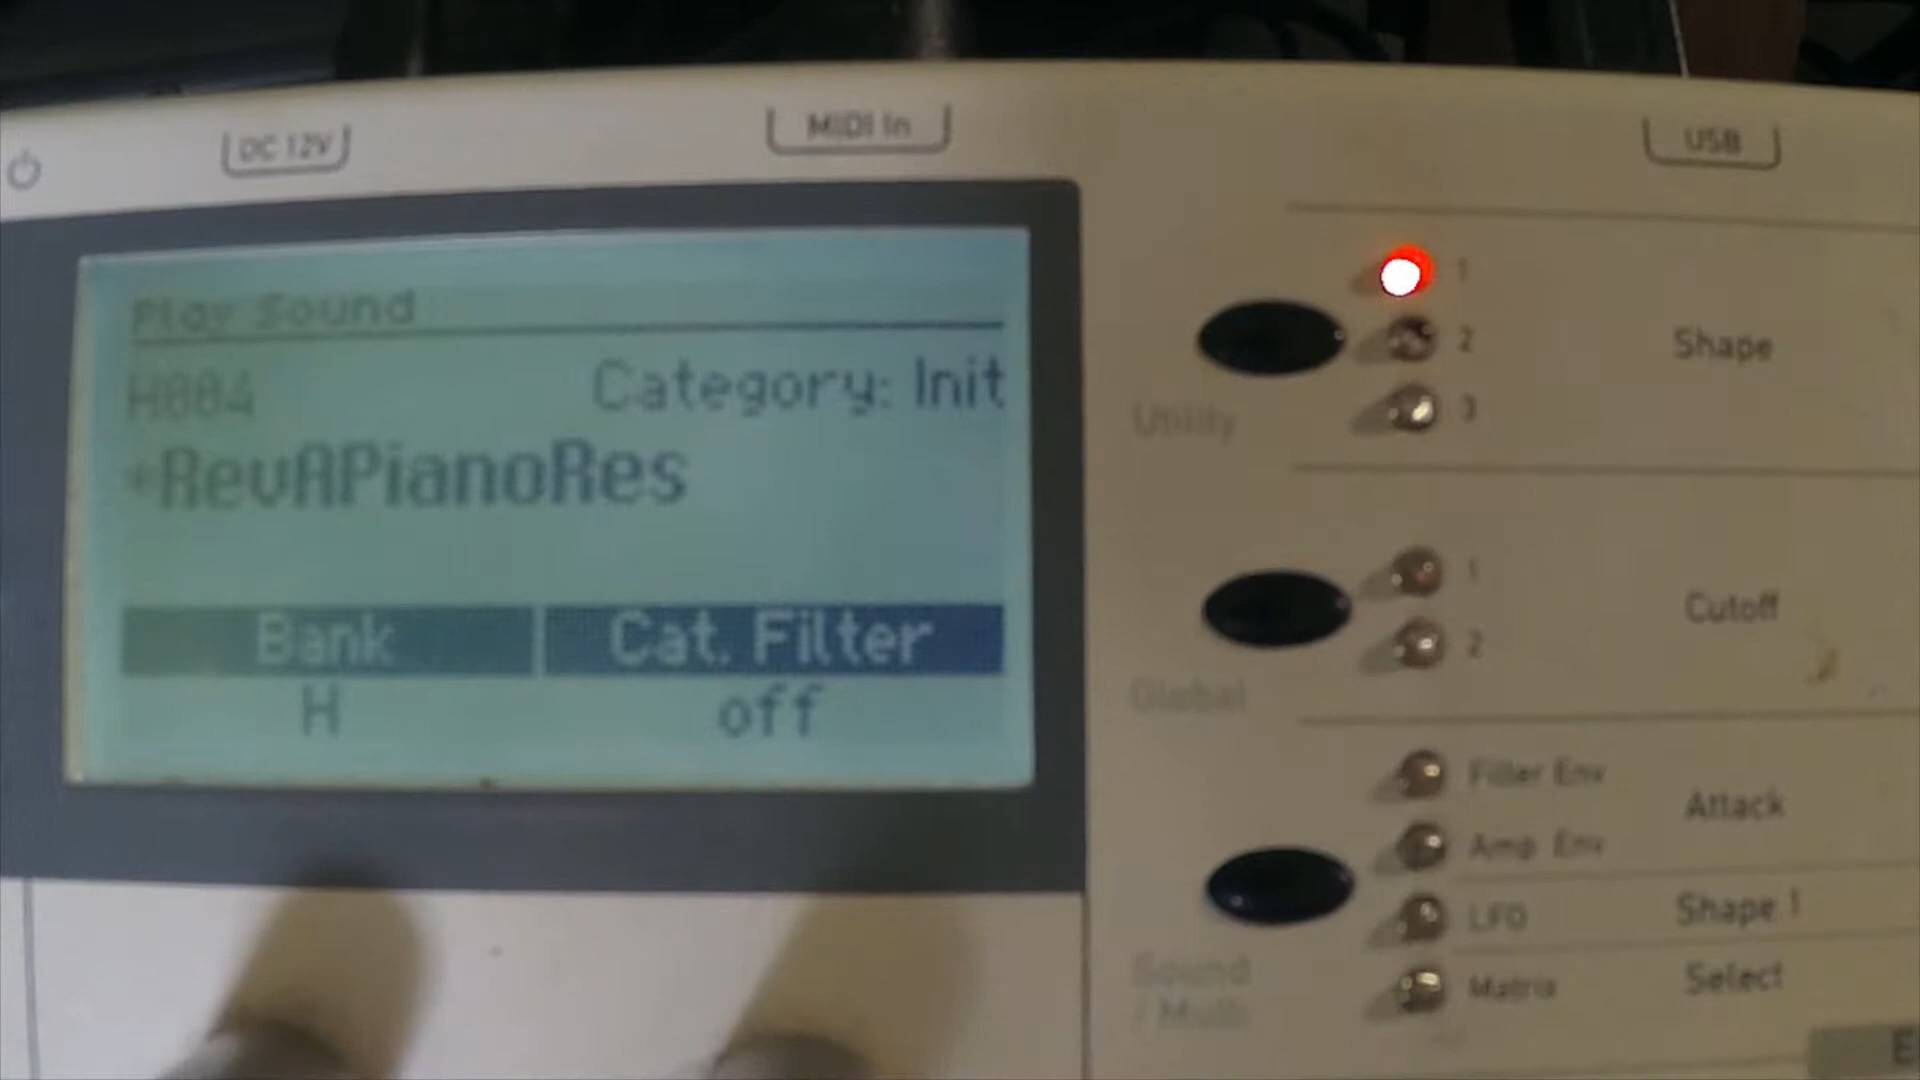 DC 12V
MIDI In
USB
Play Sound
H004 Category: Init
*RevAPianoRes
Bank Cat. Filter
H off
1
2
3
Shape
Utility
1
2
Cutoff
Global
Filter Env
Attack
Amp Env
LFO
Shape 1
Matrix
Select
Sound
/ Multi
E